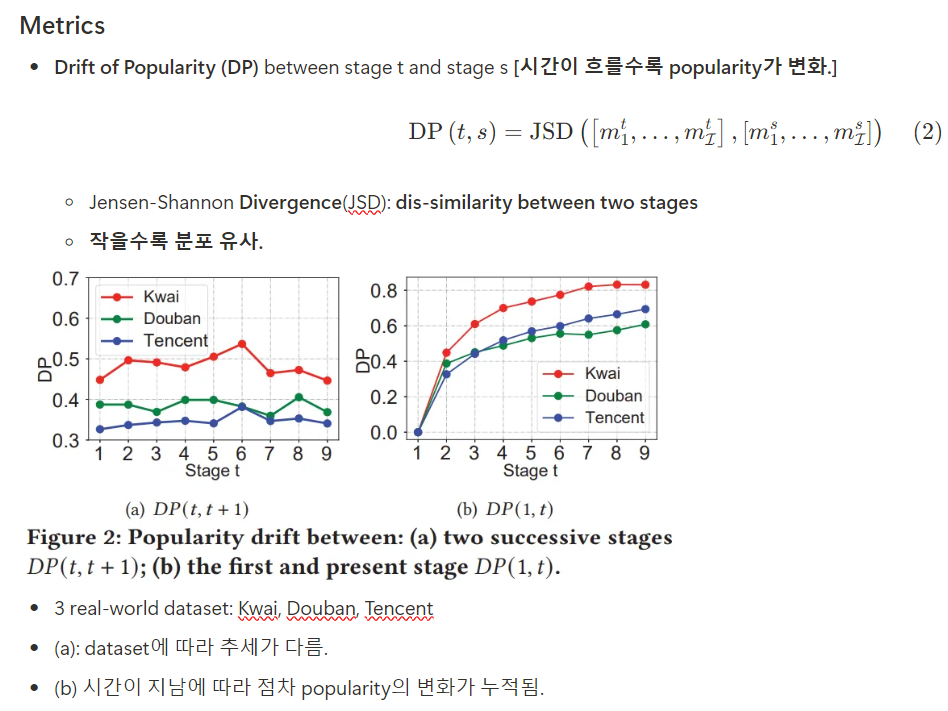 Metrics
• Drift of Popularity (DP) between stage t and stage s [시간이 흐를수록 popularity가 변화.]
DP (t, s) = JSD ([m_1^t, . . . , m_I^t] , [m_1^s, . . . , m_I^s]) (2)
○ Jensen-Shannon Divergence(JSD): dis-similarity between two stages
○ 작을수록 분포 유사.
0.7
0.6
0.5
0.4
0.3
DP
Kwai
Douban
Tencent
1 2 3 4 5 6 7 8 9
Stage t
0.8
0.6
0.4
0.2
0.0
DP
Kwai
Douban
Tencent
1 2 3 4 5 6 7 8 9
Stage t
(a) DP(t, t + 1)
(b) DP(1, t)
Figure 2: Popularity drift between: (a) two successive stages
DP(t, t + 1); (b) the first and present stage DP(1, t).
• 3 real-world dataset: Kwai, Douban, Tencent
• (a): dataset에 따라 추세가 다름.
• (b) 시간이 지남에 따라 점차 popularity의 변화가 누적됨.